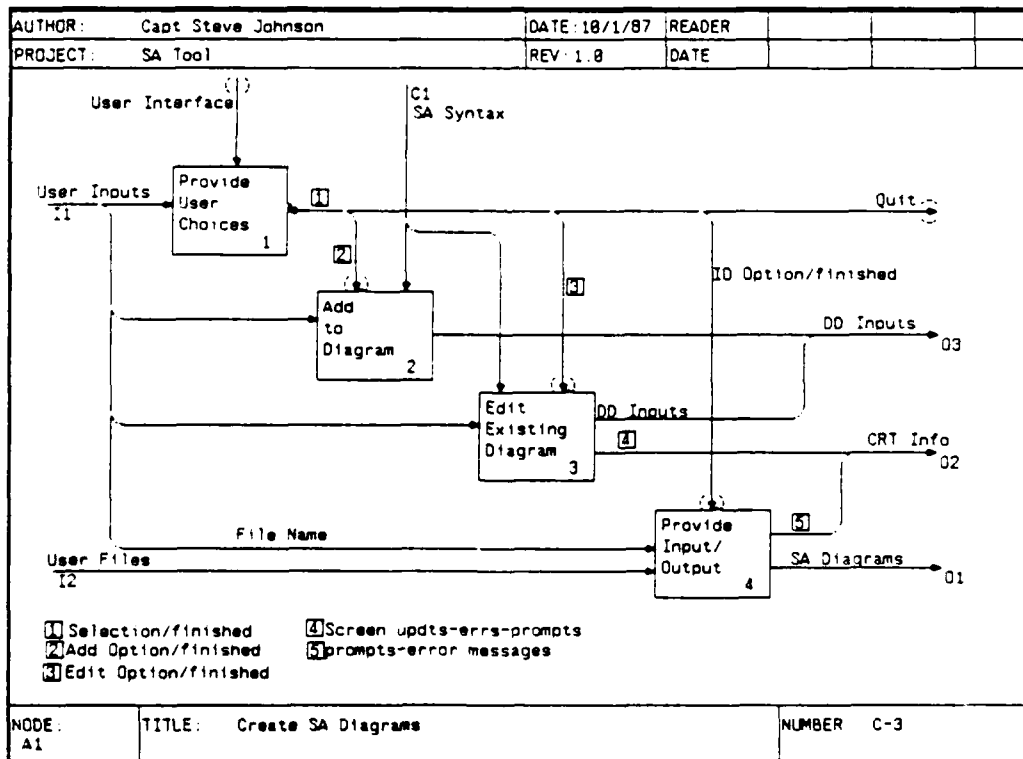 AUTHOR: Capt Steve Johnson DATE:10/1/87 READER
PROJECT: SA Tool REV 1.0 DATE
User Interface
C1
SA Syntax
User Inputs
I1
Provide
User
Choices
1
1
Quit
2
3
IO Option/finished
Add
to
Diagram
2
DD Inputs
O3
Edit
Existing
Diagram
3
DD Inputs
4
CRT Info
O2
File Name
User Files
I2
Provide
Input/
Output
4
5
SA Diagrams
O1
1 Selection/finished
2 Add Option/finished
3 Edit Option/finished
4 Screen updts-errs-prompts
5 prompts-error messages
NODE:
A1
TITLE: Create SA Diagrams
NUMBER C-3